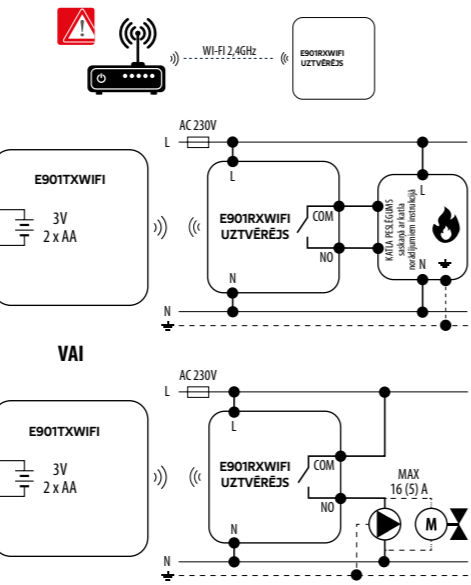 WI-FI 2,4GHz
E901RXWIFI
UZTVĒRĒJS
AC 230V
L
E901TXWIFI
3V
2 x AA
L
E901RXWIFI
UZTVĒRĒJS
COM
NO
N
L
KATLA PESLĒGUMS
saskaņā ar katla
norādījumiem instrukcijā
N
N
VAI
AC 230V
L
E901TXWIFI
3V
2 x AA
L
E901RXWIFI
UZTVĒRĒJS
COM
NO
N
MAX
16 (5) A
M
N